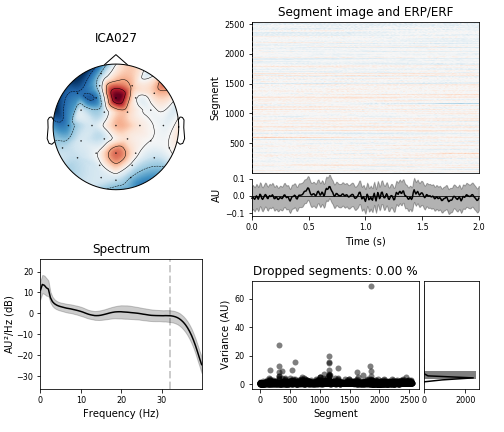 ICA027
Segment image and ERP/ERF
2500
2000
1500
1000
500
Segment
0.1
0.0
−0.1
AU
0.0 0.5 1.0 1.5 2.0
Time (s)
Spectrum
20
10
0
−10
−20
−30
AU²/Hz (dB)
0 10 20 30
Frequency (Hz)
Dropped segments: 0.00 %
60
40
20
0
Variance (AU)
0 500 1000 1500 2000 2500
Segment
0 2000